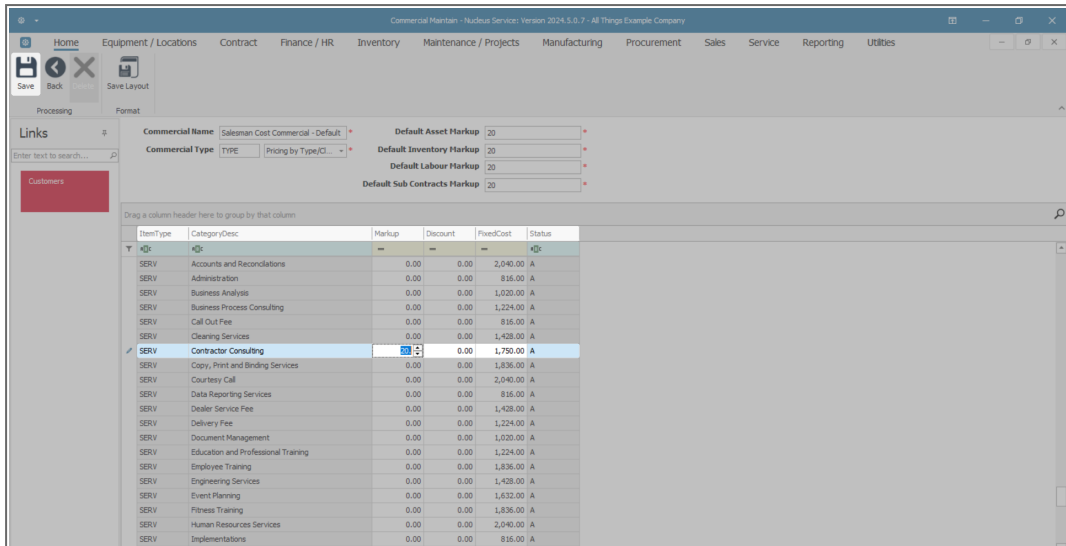 Commercial Maintain - Nucleus Service: Version 2024.5.0.7 - All Things Example Company
Home Equipment / Locations Contract Finance / HR Inventory Maintenance / Projects Manufacturing Procurement Sales Service Reporting Utilities
Save Back Delete Save Layout
Processing Format
Links
Enter text to search...
Customers
Commercial Name Salesman Cost Commercial - Default * Default Asset Markup 20 *
Commercial Type TYPE Pricing by Type/Cl... * Default Inventory Markup 20 *
Default Labour Markup 20 *
Default Sub Contracts Markup 20 *
Drag a column header here to group by that column
ItemType CategoryDesc Markup Discount FixedCost Status
SERV Accounts and Reconcilations 0.00 0.00 2,040.00 A
SERV Administration 0.00 0.00 816.00 A
SERV Business Analysis 0.00 0.00 1,020.00 A
SERV Business Process Consulting 0.00 0.00 1,224.00 A
SERV Call Out Fee 0.00 0.00 816.00 A
SERV Cleaning Services 0.00 0.00 1,428.00 A
SERV Contractor Consulting 20. 0.00 1,750.00 A
SERV Copy, Print and Binding Services 0.00 0.00 1,836.00 A
SERV Courtesy Call 0.00 0.00 2,040.00 A
SERV Data Reporting Services 0.00 0.00 816.00 A
SERV Dealer Service Fee 0.00 0.00 1,428.00 A
SERV Delivery Fee 0.00 0.00 1,224.00 A
SERV Document Management 0.00 0.00 1,020.00 A
SERV Education and Professional Training 0.00 0.00 1,224.00 A
SERV Employee Training 0.00 0.00 1,836.00 A
SERV Engineering Services 0.00 0.00 1,428.00 A
SERV Event Planning 0.00 0.00 1,632.00 A
SERV Fitness Training 0.00 0.00 1,836.00 A
SERV Human Resources Services 0.00 0.00 2,040.00 A
SERV Implementations 0.00 0.00 816.00 A